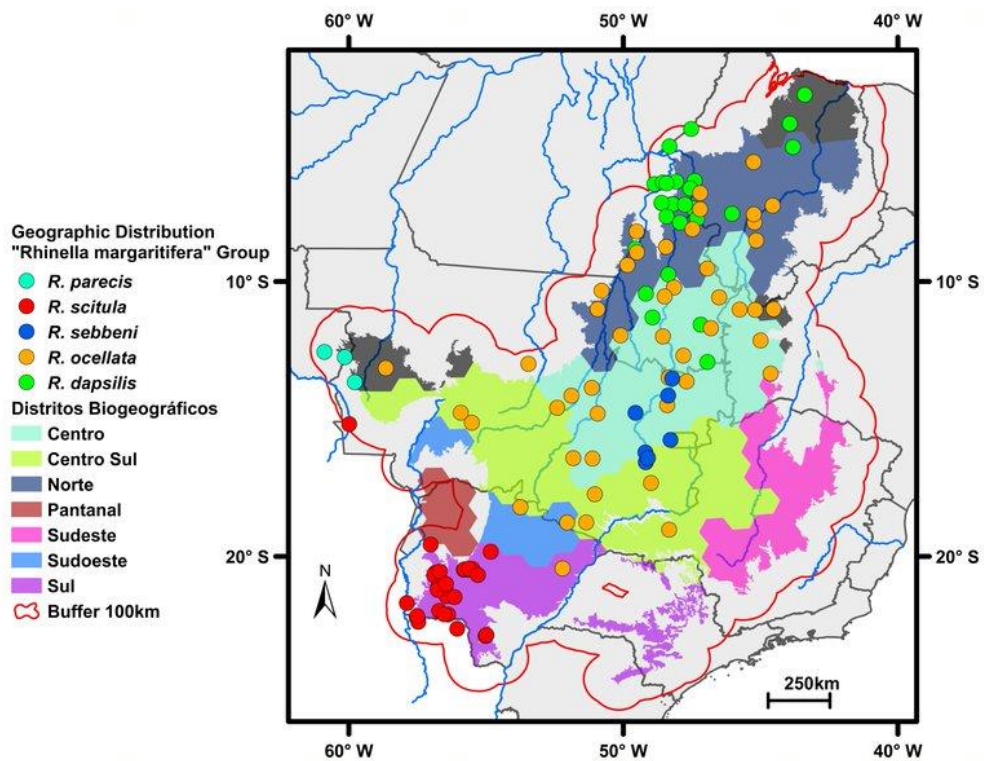 60° W
50° W
40° W
Geographic Distribution
"Rhinella margaritifera" Group
R. parecis
R. scitula
R. sebbeni
R. ocellata
R. dapsilis
Distritos Biogeográficos
Centro
Centro Sul
Norte
Pantanal
Sudeste
Sudoeste
Sul
Buffer 100km
10° S
10° S
20° S
20° S
N
250km
60° W
50° W
40° W